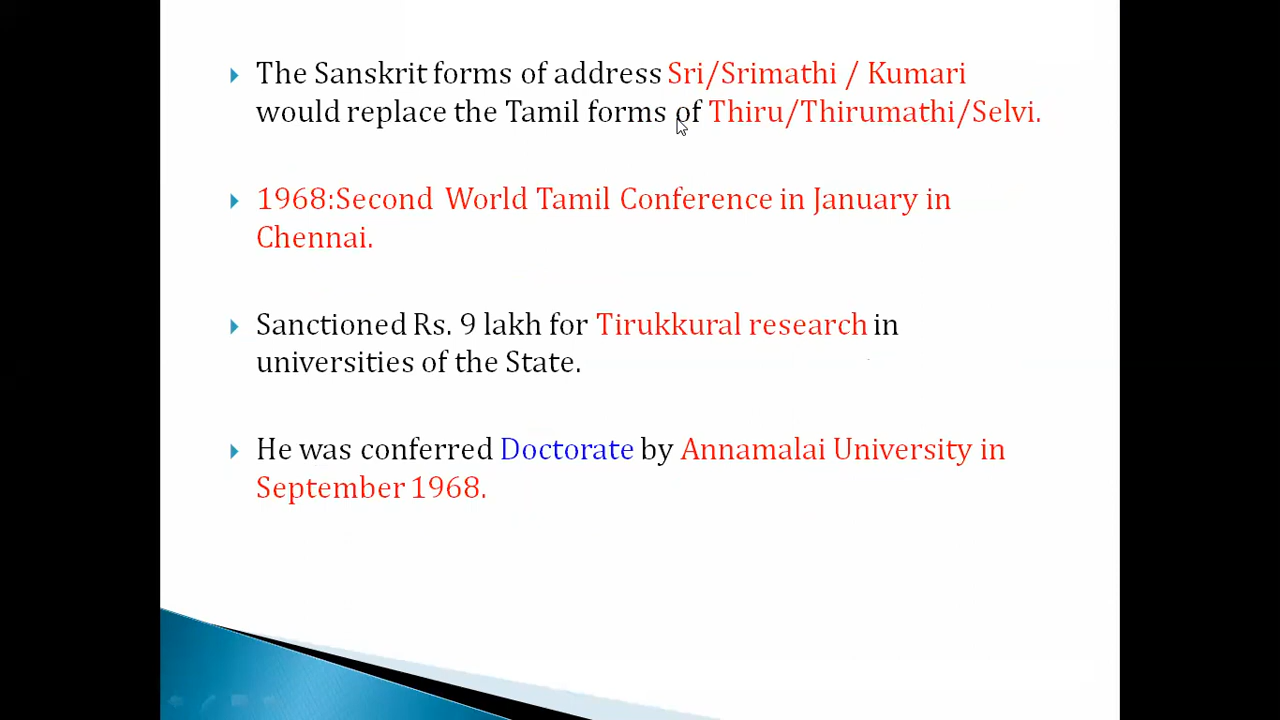 The Sanskrit forms of address Sri/Srimathi / Kumari
would replace the Tamil forms of Thiru/Thirumathi/Selvi.
1968:Second World Tamil Conference in January in
Chennai.
Sanctioned Rs. 9 lakh for Tirukkural research in
universities of the State.
He was conferred Doctorate by Annamalai University in
September 1968.